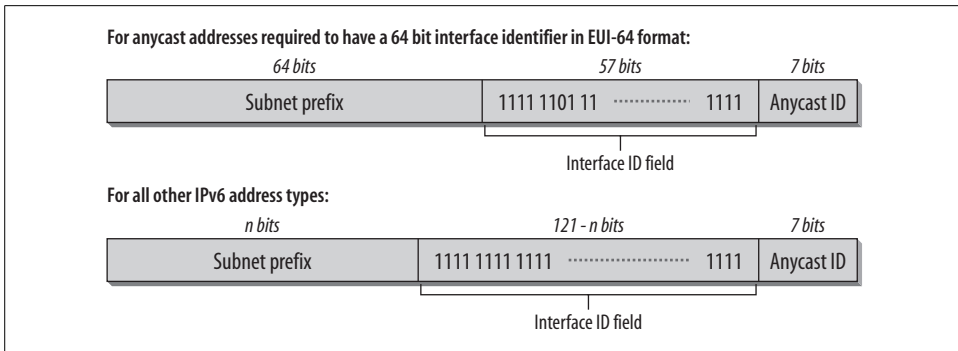 For anycast addresses required to have a 64 bit interface identifier in EUI-64 format:
64 bits 57 bits 7 bits
Subnet prefix 1111 1101 11 1111 Anycast ID
Interface ID field
For all other IPv6 address types:
n bits 121 - n bits 7 bits
Subnet prefix 1111 1111 1111 1111 Anycast ID
Interface ID field